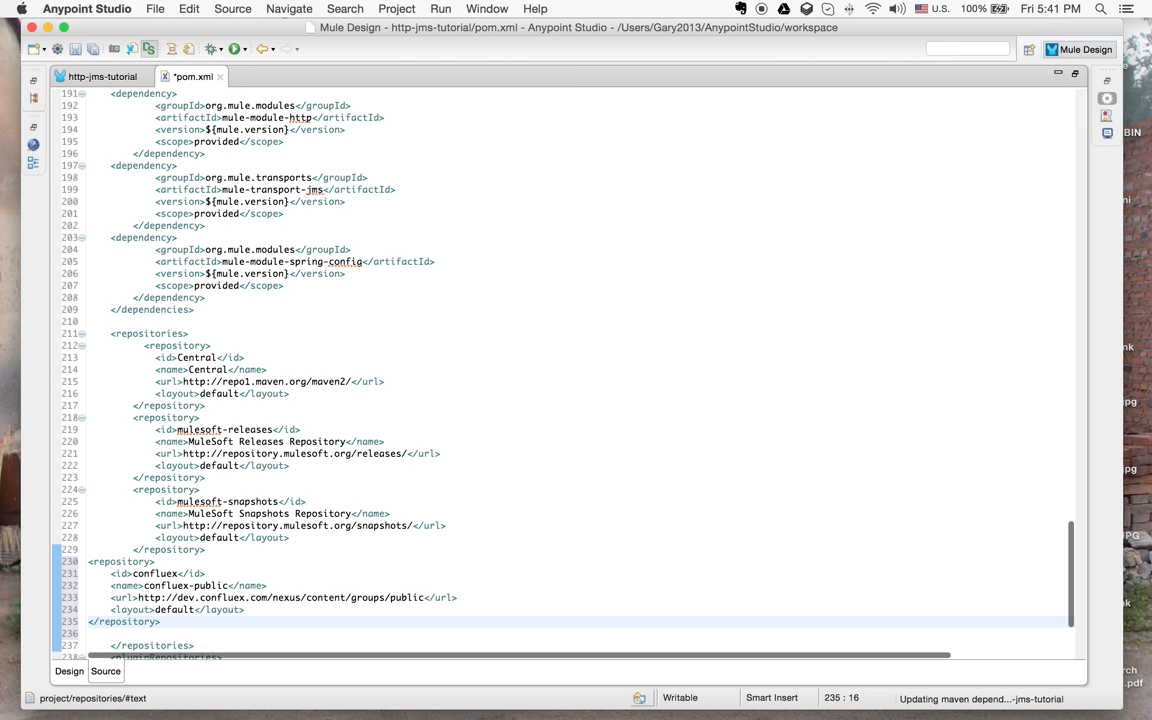 Anypoint Studio File Edit Source Navigate Search Project Run Window Help U.S. 100% Fri 5:41 PM
Mule Design - http-jms-tutorial/pom.xml - Anypoint Studio - /Users/Gary2013/AnypointStudio/workspace
Mule Design
http-jms-tutorial *pom.xml
191 <dependency>
192 <groupId>org.mule.modules</groupId>
193 <artifactId>mule-module-http</artifactId>
194 <version>${mule.version}</version>
195 <scope>provided</scope>
196 </dependency>
197 <dependency>
198 <groupId>org.mule.transports</groupId>
199 <artifactId>mule-transport-jms</artifactId>
200 <version>${mule.version}</version>
201 <scope>provided</scope>
202 </dependency>
203 <dependency>
204 <groupId>org.mule.modules</groupId>
205 <artifactId>mule-module-spring-config</artifactId>
206 <version>${mule.version}</version>
207 <scope>provided</scope>
208 </dependency>
209 </dependencies>
210
211 <repositories>
212 <repository>
213 <id>Central</id>
214 <name>Central</name>
215 <url>http://repo1.maven.org/maven2/</url>
216 <layout>default</layout>
217 </repository>
218 <repository>
219 <id>mulesoft-releases</id>
220 <name>MuleSoft Releases Repository</name>
221 <url>http://repository.mulesoft.org/releases/</url>
222 <layout>default</layout>
223 </repository>
224 <repository>
225 <id>mulesoft-snapshots</id>
226 <name>MuleSoft Snapshots Repository</name>
227 <url>http://repository.mulesoft.org/snapshots/</url>
228 <layout>default</layout>
229 </repository>
230 <repository>
231 <id>confluex</id>
232 <name>confluex-public</name>
233 <url>http://dev.confluex.com/nexus/content/groups/public</url>
234 <layout>default</layout>
235 </repository>
236
237 </repositories>
238 <pluginRepositories>
Design Source
project/repositories/#text Writable Smart Insert 235 : 16 Updating maven depend...-jms-tutorial
BIN
ni
nk
jpg
jpg
JPG
nk
rch
.pdf